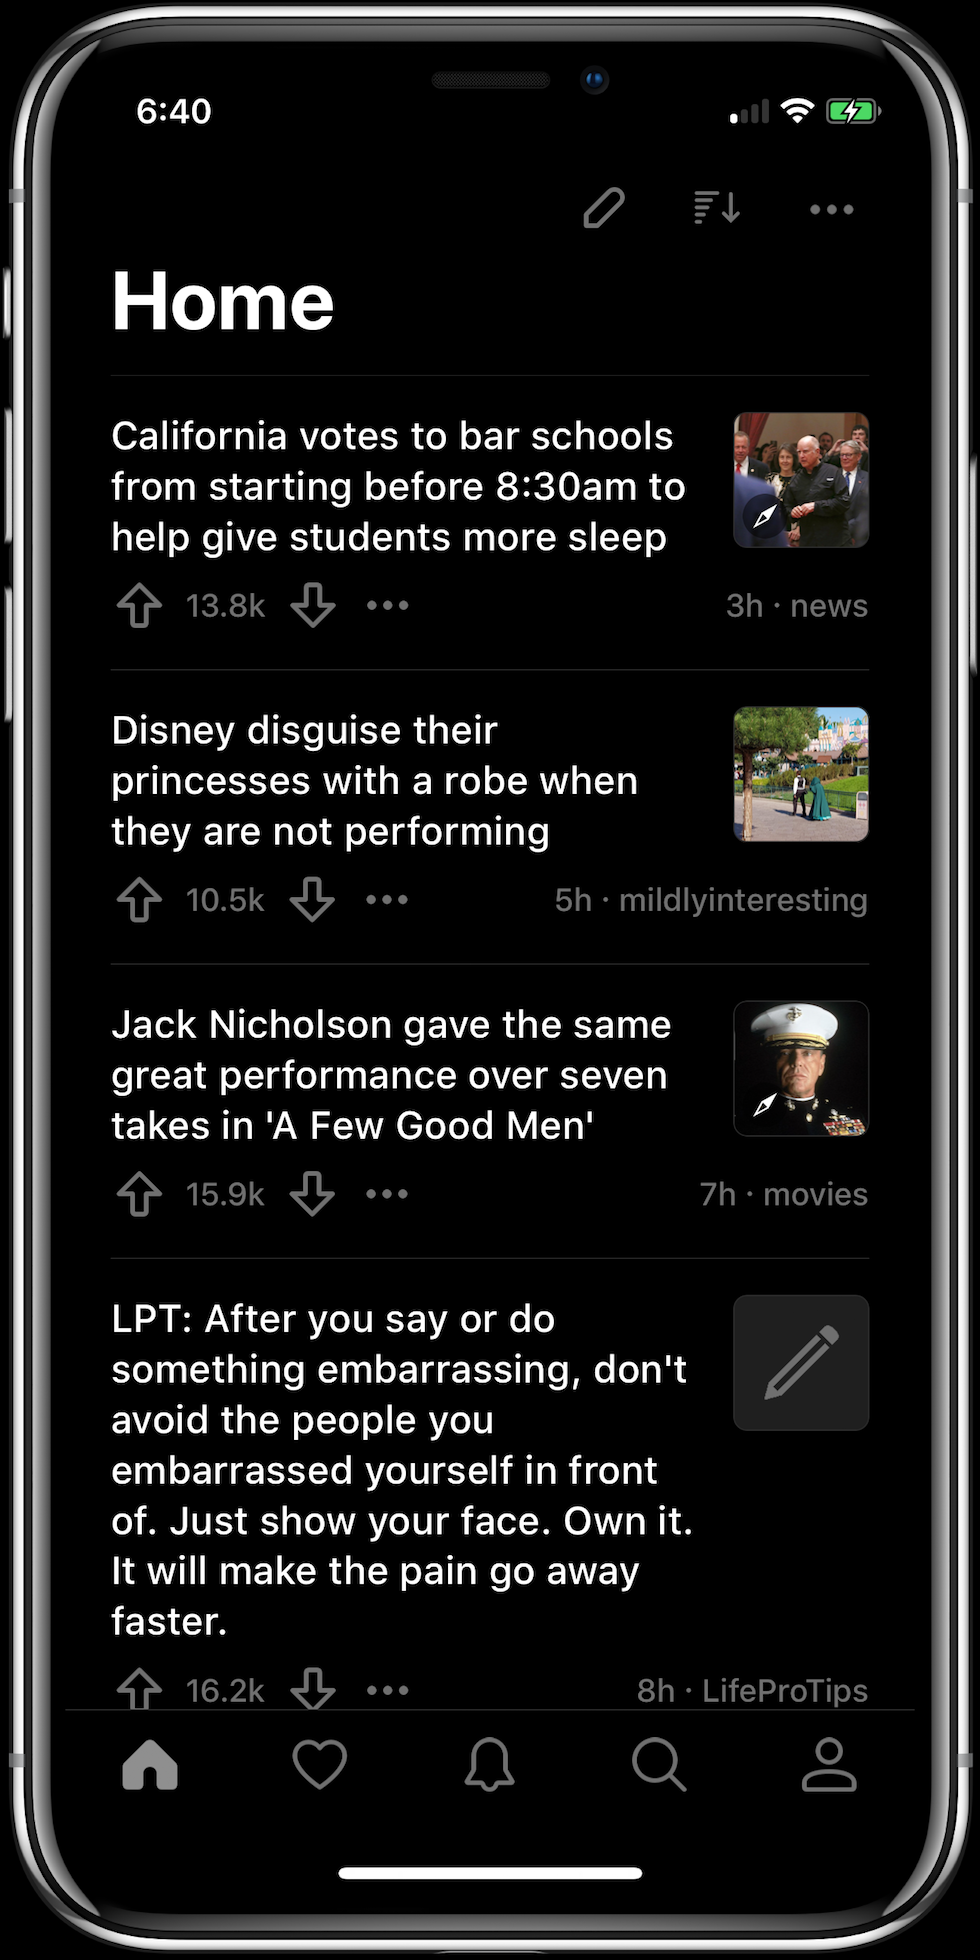 6:40
Home
California votes to bar schools
from starting before 8:30am to
help give students more sleep
13.8k
3h · news
Disney disguise their
princesses with a robe when
they are not performing
10.5k
5h · mildlyinteresting
Jack Nicholson gave the same
great performance over seven
takes in 'A Few Good Men'
15.9k
7h · movies
LPT: After you say or do
something embarrassing, don't
avoid the people you
embarrassed yourself in front
of. Just show your face. Own it.
It will make the pain go away
faster.
16.2k
8h · LifeProTips